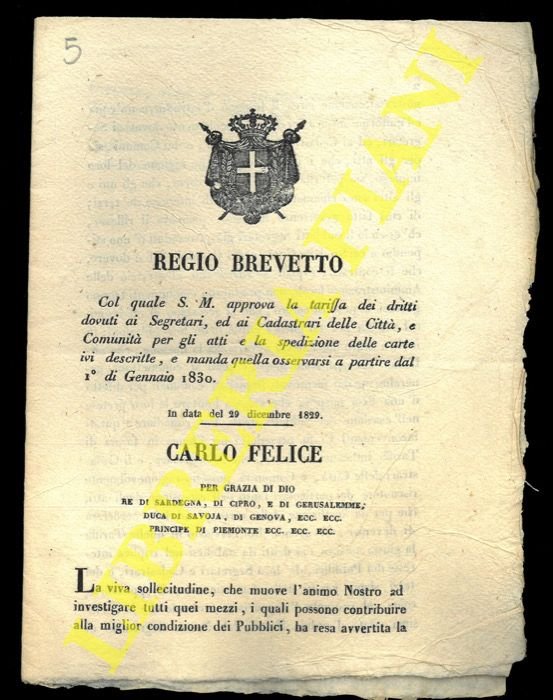 5
REGIO BREVETTO
Col quale S. M. approva la tariffa dei dritti
dovuti ai Segretari, ed ai Cadastrari delle Città, e
Comunità per gli atti e la spedizione delle carte
ivi descritte, e manda quella osservarsi a partire dal
1° di Gennaio 1830.
In data del 29 dicembre 1829.
CARLO FELICE
PER GRAZIA DI DIO
RE DI SARDEGNA, DI CIPRO, E DI GERUSALEMME,
DUCA DI SAVOJA, DI GENOVA, ECC. ECC.
PRINCIPE DI PIEMONTE ECC. ECC. ECC.
La viva sollecitudine, che muove l'animo Nostro ad
investigare tutti quei mezzi, i quali possono contribuire
alla miglior condizione dei Pubblici, ha resa avvertita la
LIBRERIA PIANI